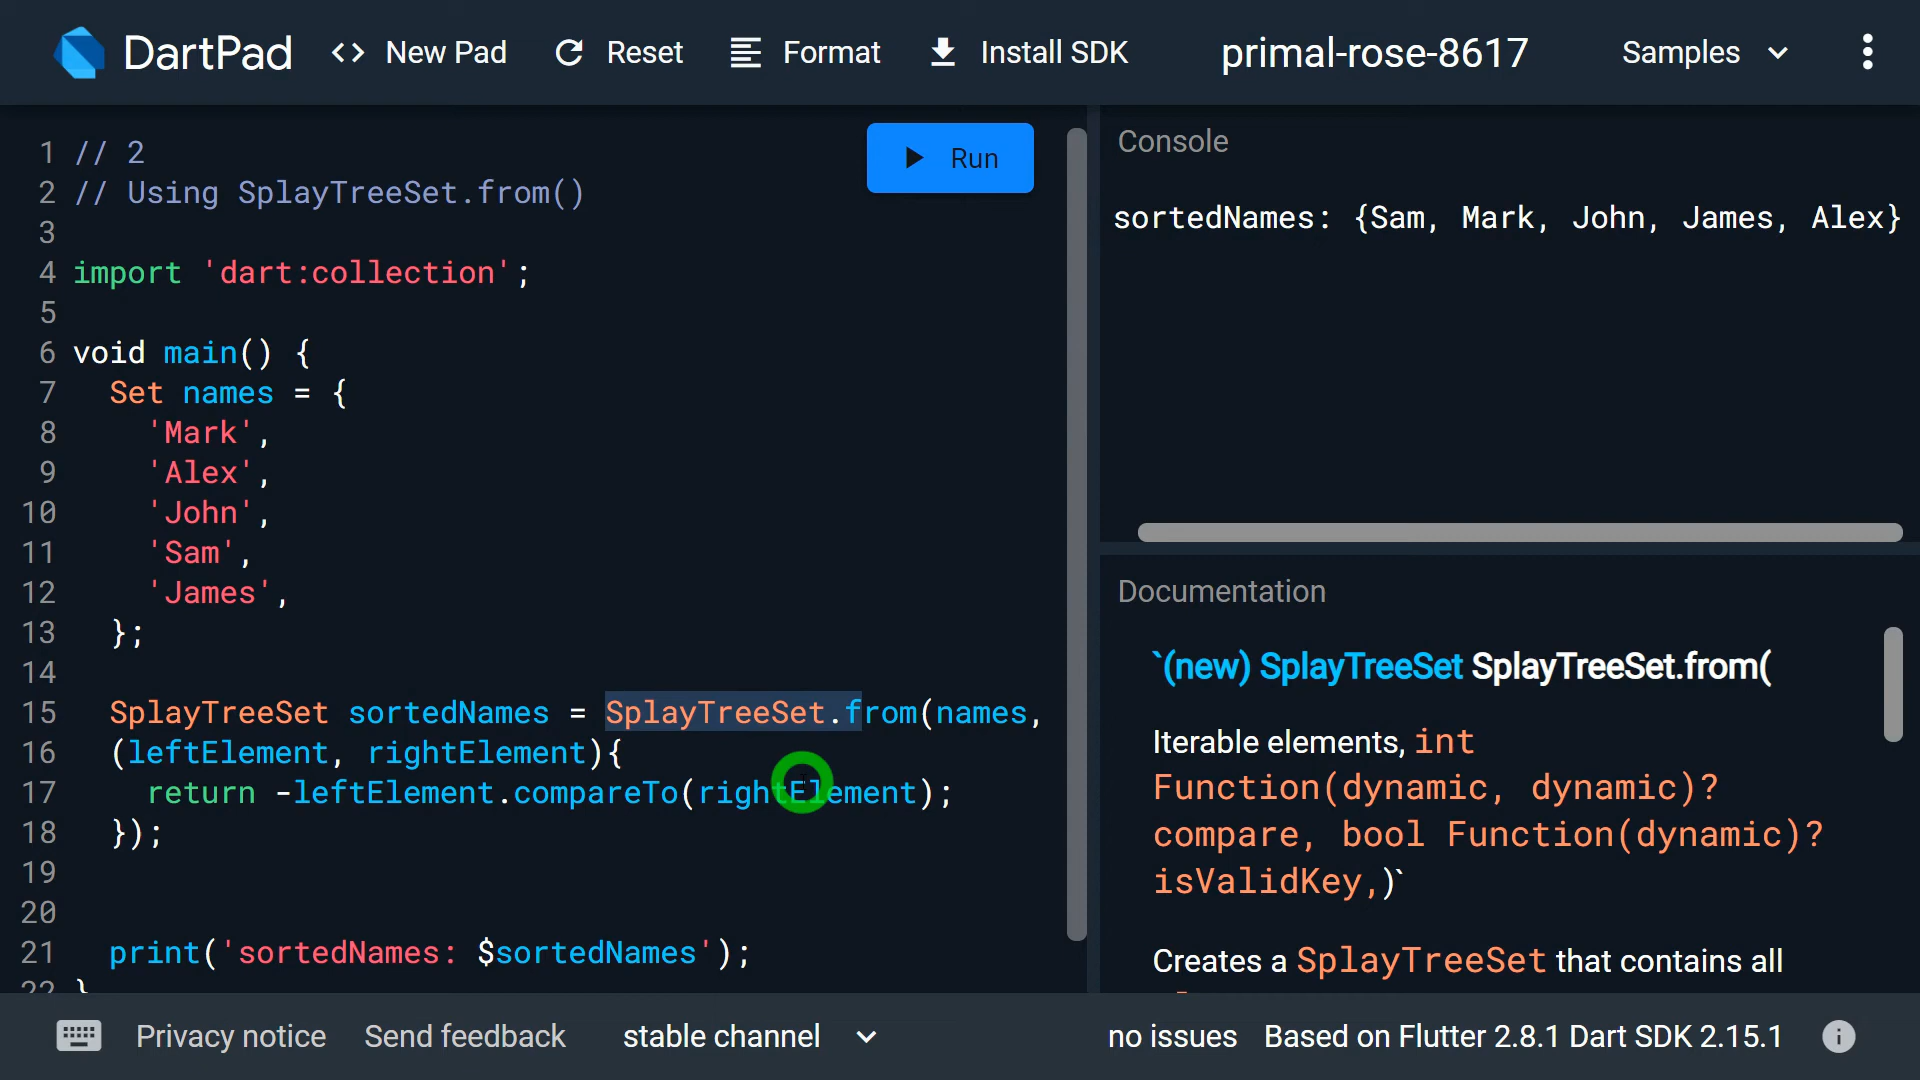 DartPad
<> New Pad
Reset
Format
Install SDK
primal-rose-8617
Samples
1 // 2
2 // Using SplayTreeSet.from()
3
4 import 'dart:collection';
5
6 void main() {
7 Set names = {
8 'Mark',
9 'Alex',
10 'John',
11 'Sam',
12 'James',
13 };
14
15 SplayTreeSet sortedNames = SplayTreeSet.from(names,
16 (leftElement, rightElement){
17 return -leftElement.compareTo(rightElement);
18 });
19
20
21 print('sortedNames: $sortedNames');
22 }
Run
Console
sortedNames: {Sam, Mark, John, James, Alex}
Documentation
`(new) SplayTreeSet SplayTreeSet.from(
Iterable elements, int
Function(dynamic, dynamic)?
compare, bool Function(dynamic)?
isValidKey,)`
Creates a SplayTreeSet that contains all
Privacy notice
Send feedback
stable channel
no issues
Based on Flutter 2.8.1 Dart SDK 2.15.1